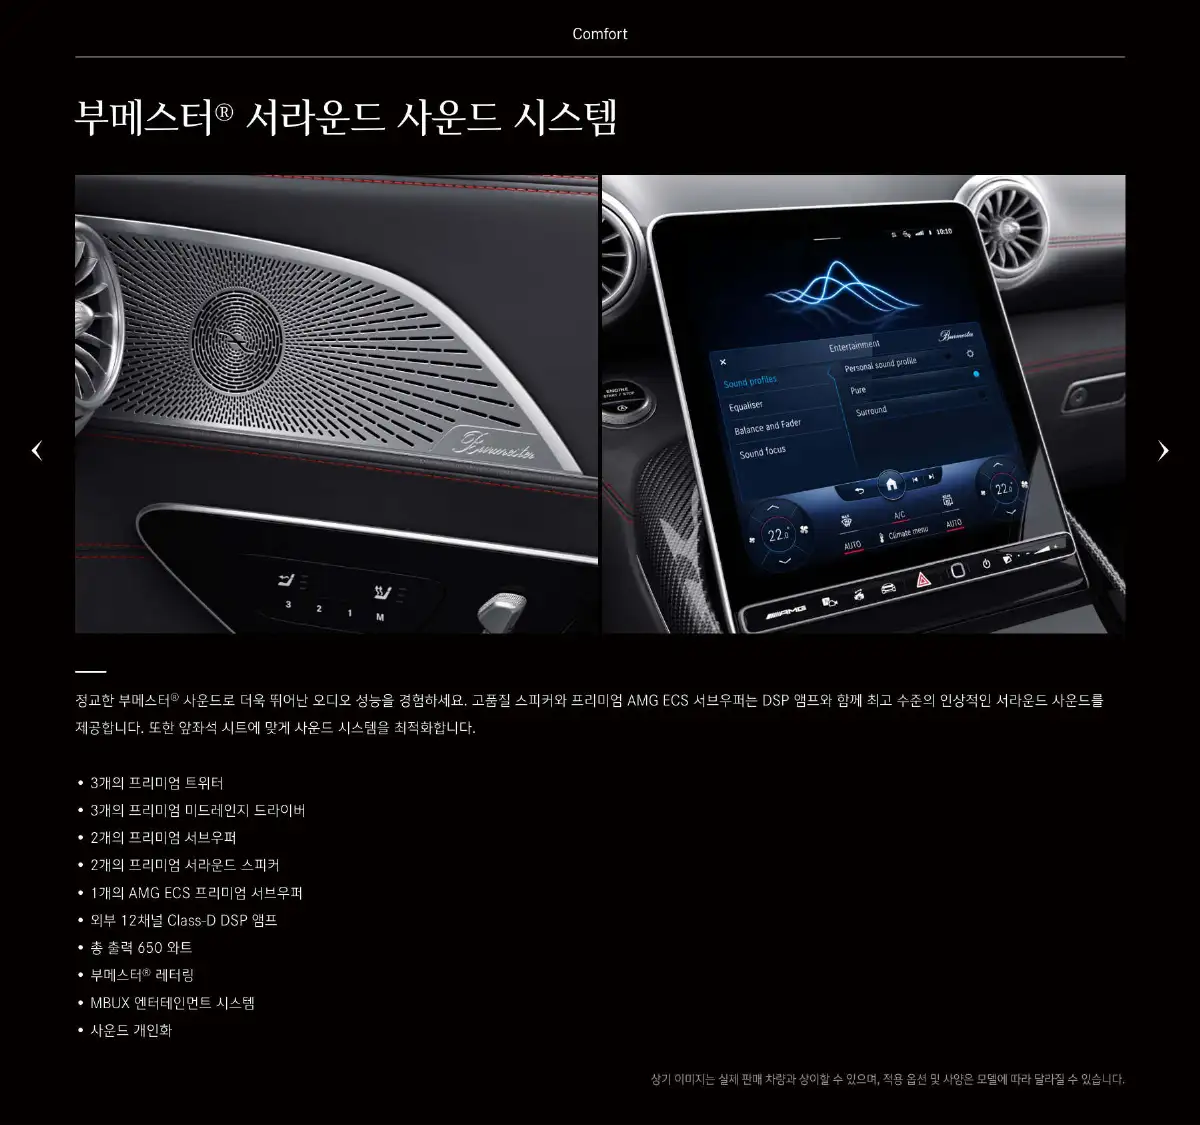 Comfort
부메스터® 서라운드 사운드 시스템
Burmester
3 2 1
M
10:10
Burmester
Entertainment
Sound profiles
Equaliser
Balance and Fader
Sound focus
Personal sound profile
Pure
Surround
ENGINE
START / STOP
22.0
A/C
22.0
AUTO
Climate menu
AUTO
AMG
정교한 부메스터® 사운드로 더욱 뛰어난 오디오 성능을 경험하세요. 고품질 스피커와 프리미엄 AMG ECS 서브우퍼는 DSP 앰프와 함께 최고 수준의 인상적인 서라운드 사운드를
제공합니다. 또한 앞좌석 시트에 맞게 사운드 시스템을 최적화합니다.
• 3개의 프리미엄 트위터
• 3개의 프리미엄 미드레인지 드라이버
• 2개의 프리미엄 서브우퍼
• 2개의 프리미엄 서라운드 스피커
• 1개의 AMG ECS 프리미엄 서브우퍼
• 외부 12채널 Class-D DSP 앰프
• 총 출력 650 와트
• 부메스터® 레터링
• MBUX 엔터테인먼트 시스템
• 사운드 개인화
상기 이미지는 실제 판매 차량과 상이할 수 있으며, 적용 옵션 및 사양은 모델에 따라 달라질 수 있습니다.